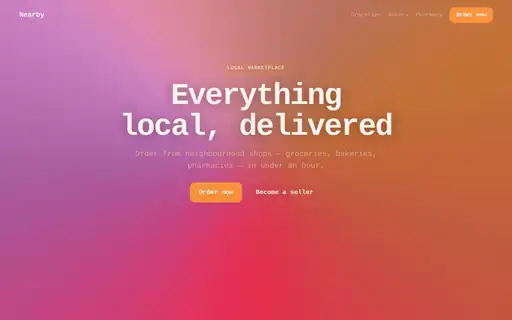 Nearby
Groceries Bakery Pharmacy Order now
LOCAL MARKETPLACE
Everything
local, delivered
Order from neighbourhood shops — groceries, bakeries,
pharmacies — in under an hour.
Order now Become a seller